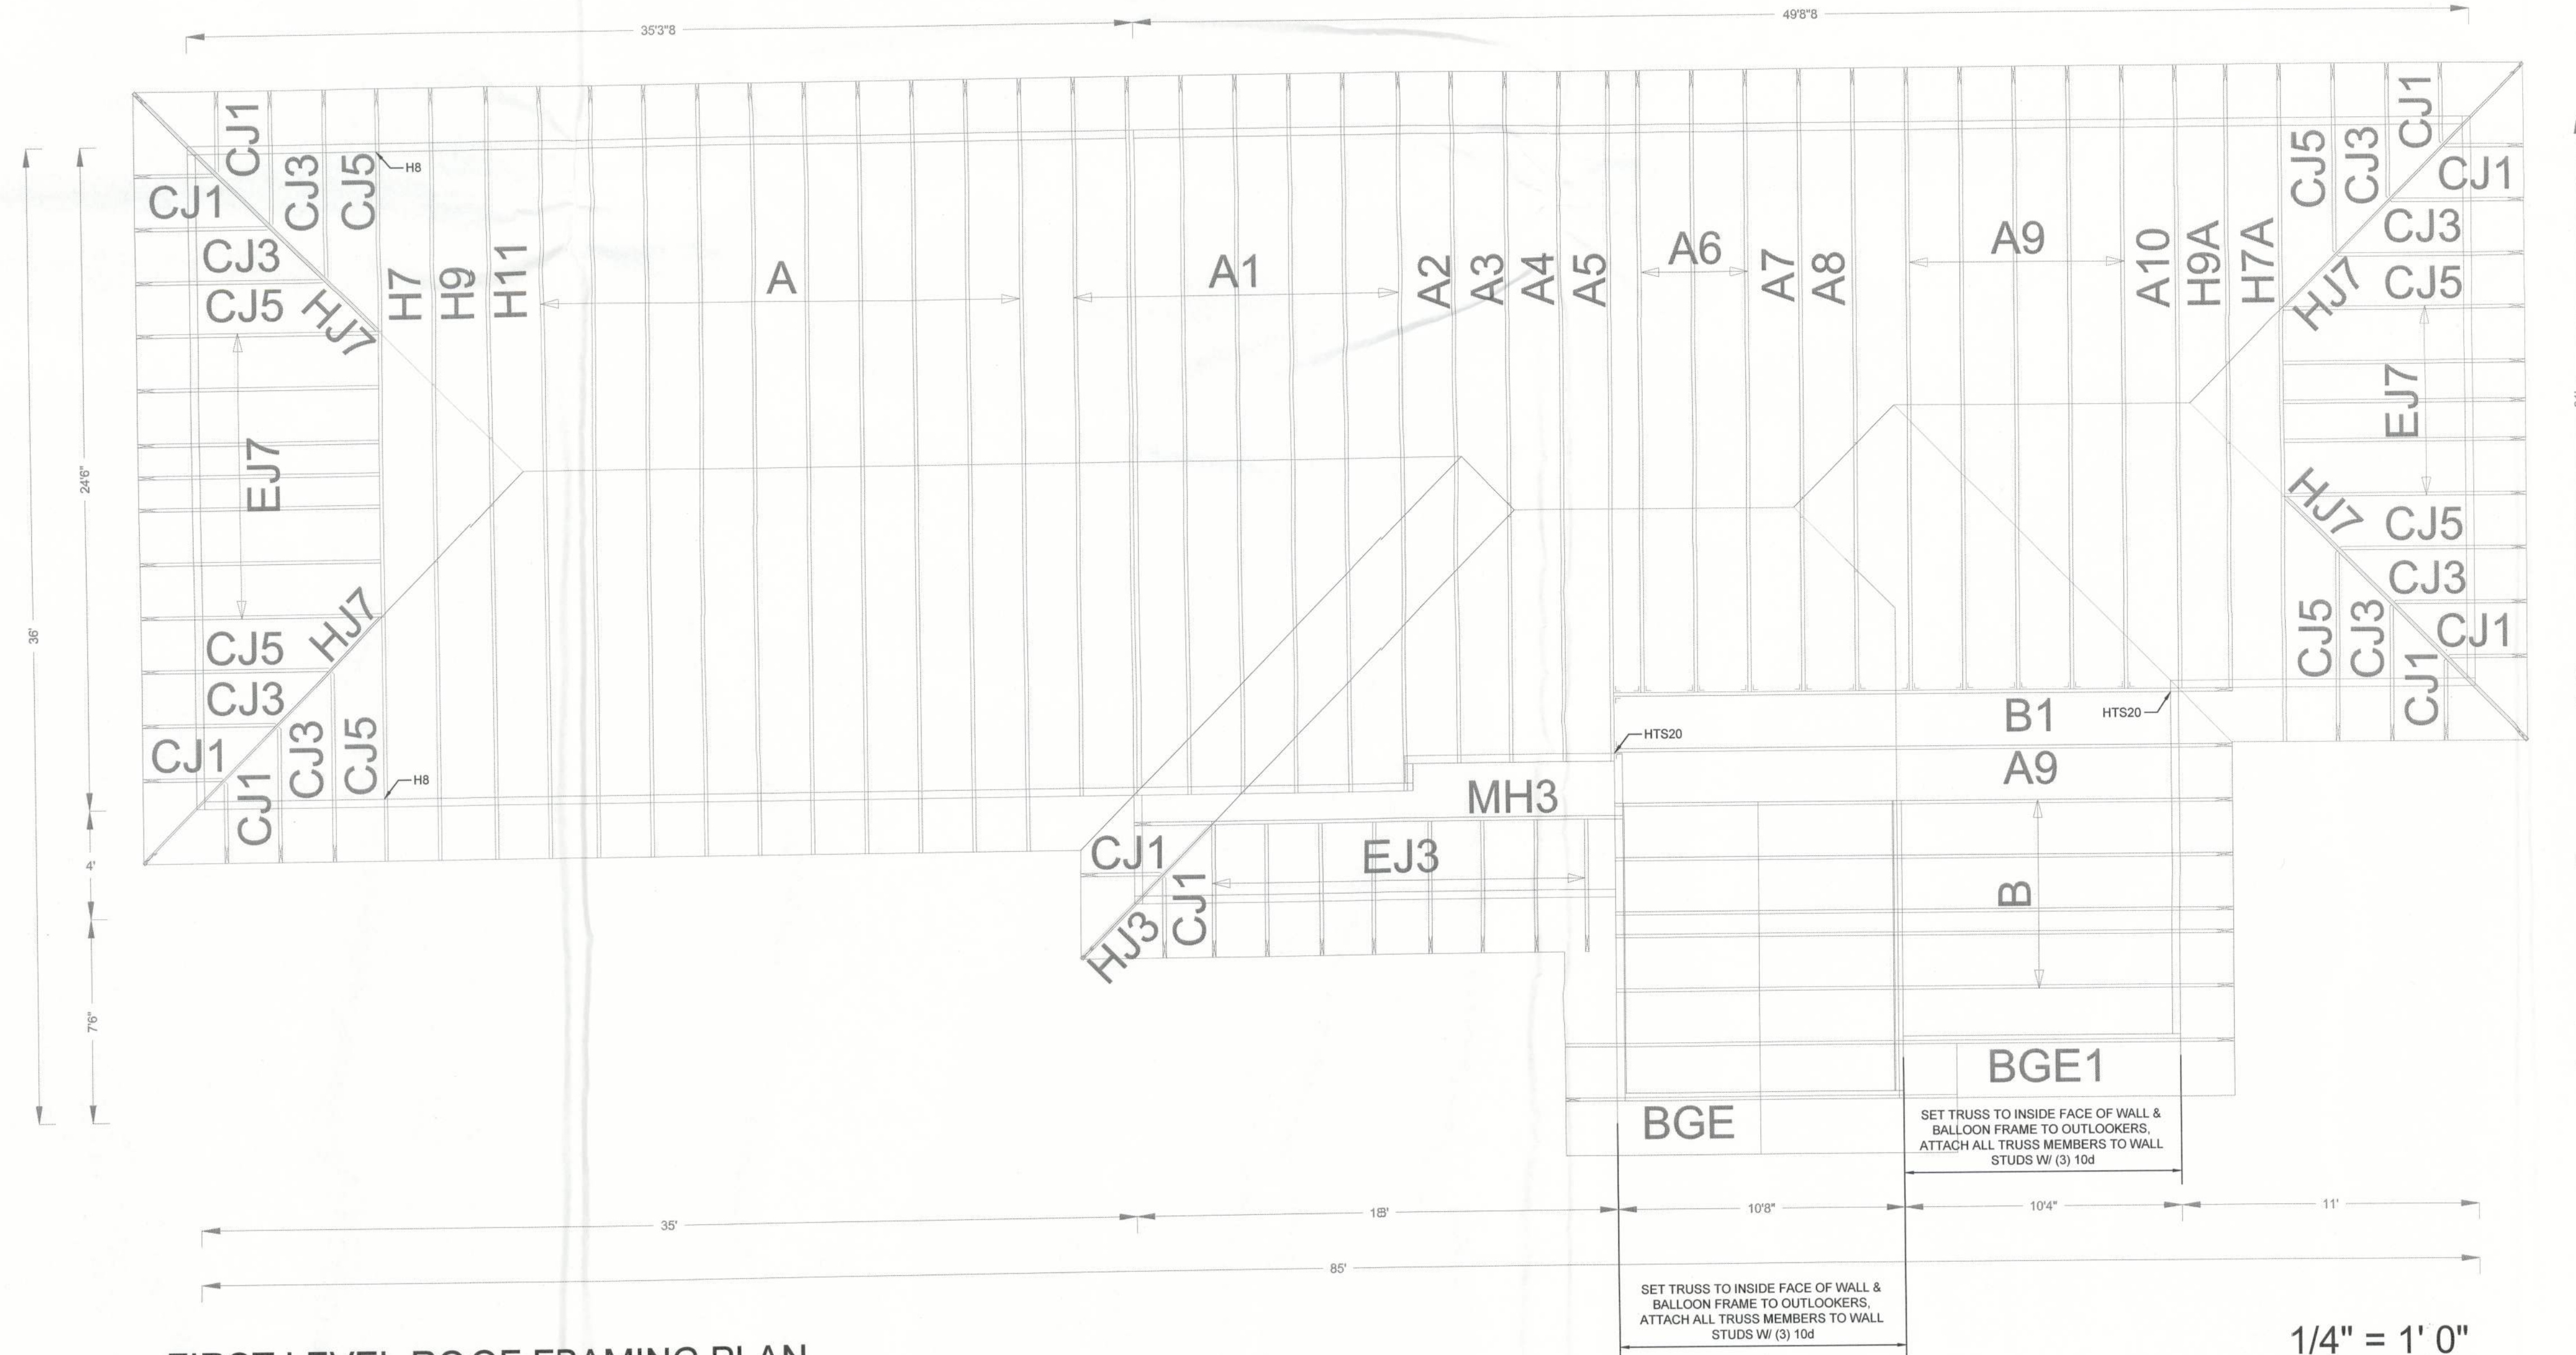 35'3"8
49'8"8
CJ1
CJ3
CJ5
H8
CJ1
CJ3
CJ5
HJ7
H7
H9
H11
A
A1
A2
A3
A4
A5
A6
A7
A8
A9
A10
H9A
H7A
CJ5
CJ3
CJ1
CJ1
CJ3
CJ5
HJ7
EJ7
EJ7
HJ7
CJ5
CJ3
CJ1
CJ5
CJ3
CJ1
36'
24'6"
4'
7'6"
HJ7
CJ5
CJ3
CJ1
CJ1
CJ3
CJ5
H8
B1
HTS20
HTS20
A9
MH3
CJ1
CJ1
HJ3
EJ3
B
BGE1
BGE
SET TRUSS TO INSIDE FACE OF WALL &
BALLOON FRAME TO OUTLOOKERS,
ATTACH ALL TRUSS MEMBERS TO WALL
STUDS W/ (3) 10d
35'
18'
10'8"
10'4"
11'
85'
SET TRUSS TO INSIDE FACE OF WALL &
BALLOON FRAME TO OUTLOOKERS,
ATTACH ALL TRUSS MEMBERS TO WALL
STUDS W/ (3) 10d
FIRST LEVEL ROOF FRAMING PLAN
1/4" = 1' 0"